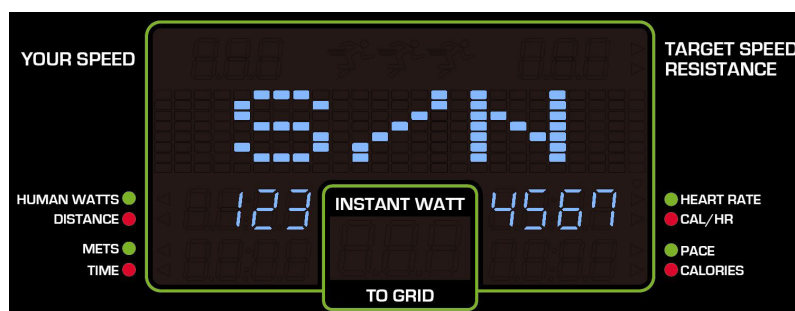 YOUR SPEED
TARGET SPEED
RESISTANCE
S/N
HUMAN WATTS
DISTANCE
123
INSTANT WATT
4567
HEART RATE
CAL/HR
METS
TIME
PACE
CALORIES
TO GRID